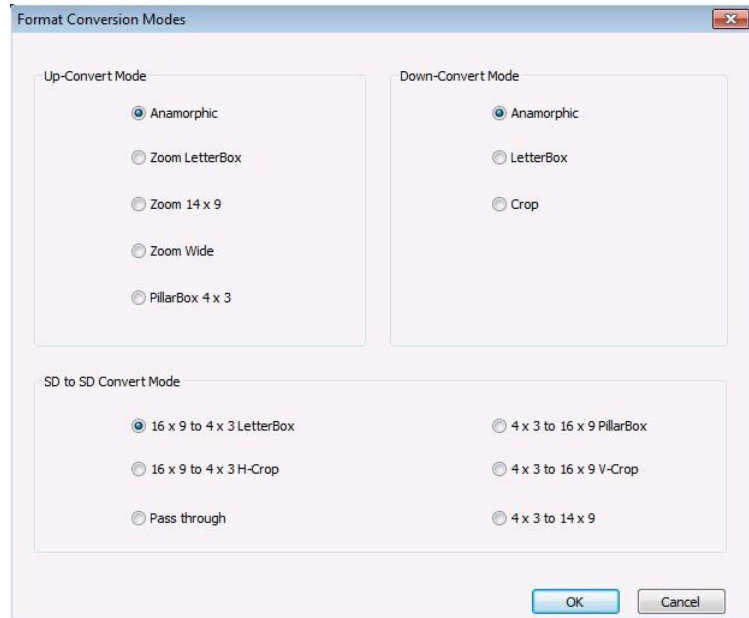 Format Conversion Modes
Up-Convert Mode
Anamorphic
Zoom LetterBox
Zoom 14 x 9
Zoom Wide
PillarBox 4 x 3
Down-Convert Mode
Anamorphic
LetterBox
Crop
SD to SD Convert Mode
16 x 9 to 4 x 3 LetterBox
16 x 9 to 4 x 3 H-Crop
Pass through
4 x 3 to 16 x 9 PillarBox
4 x 3 to 16 x 9 V-Crop
4 x 3 to 14 x 9
OK
Cancel